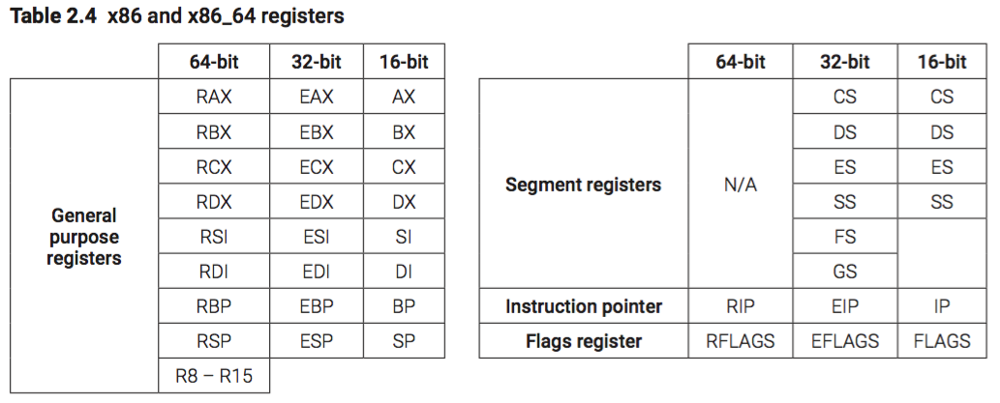 Table 2.4 x86 and x86_64 registers
64-bit 32-bit 16-bit
General purpose registers
RAX EAX AX
RBX EBX BX
RCX ECX CX
RDX EDX DX
RSI ESI SI
RDI EDI DI
RBP EBP BP
RSP ESP SP
R8 – R15
64-bit 32-bit 16-bit
Segment registers
N/A
CS CS
DS DS
ES ES
SS SS
FS
GS
Instruction pointer RIP EIP IP
Flags register RFLAGS EFLAGS FLAGS